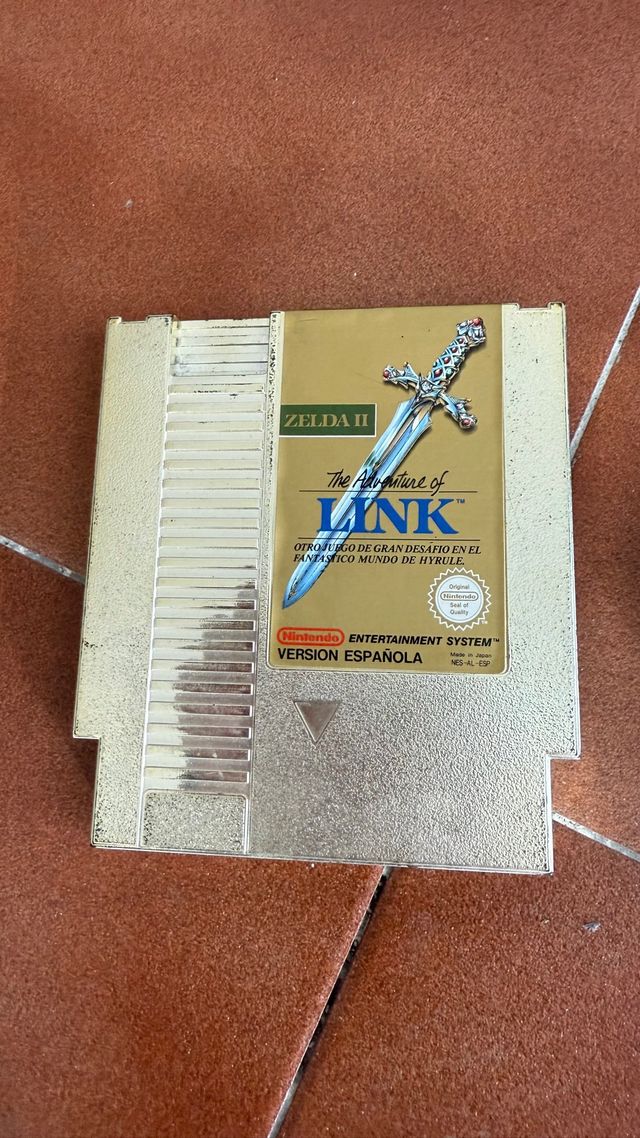 ZELDA II
The Adventure of
LINK™
OTRO JUEGO DE GRAN DESAFIO EN EL
FANTASTICO MUNDO DE HYRULE.
Original
Nintendo
Seal of
Quality
Nintendo ENTERTAINMENT SYSTEM™
VERSION ESPAÑOLA
Made in Japan
NES-AL-ESP